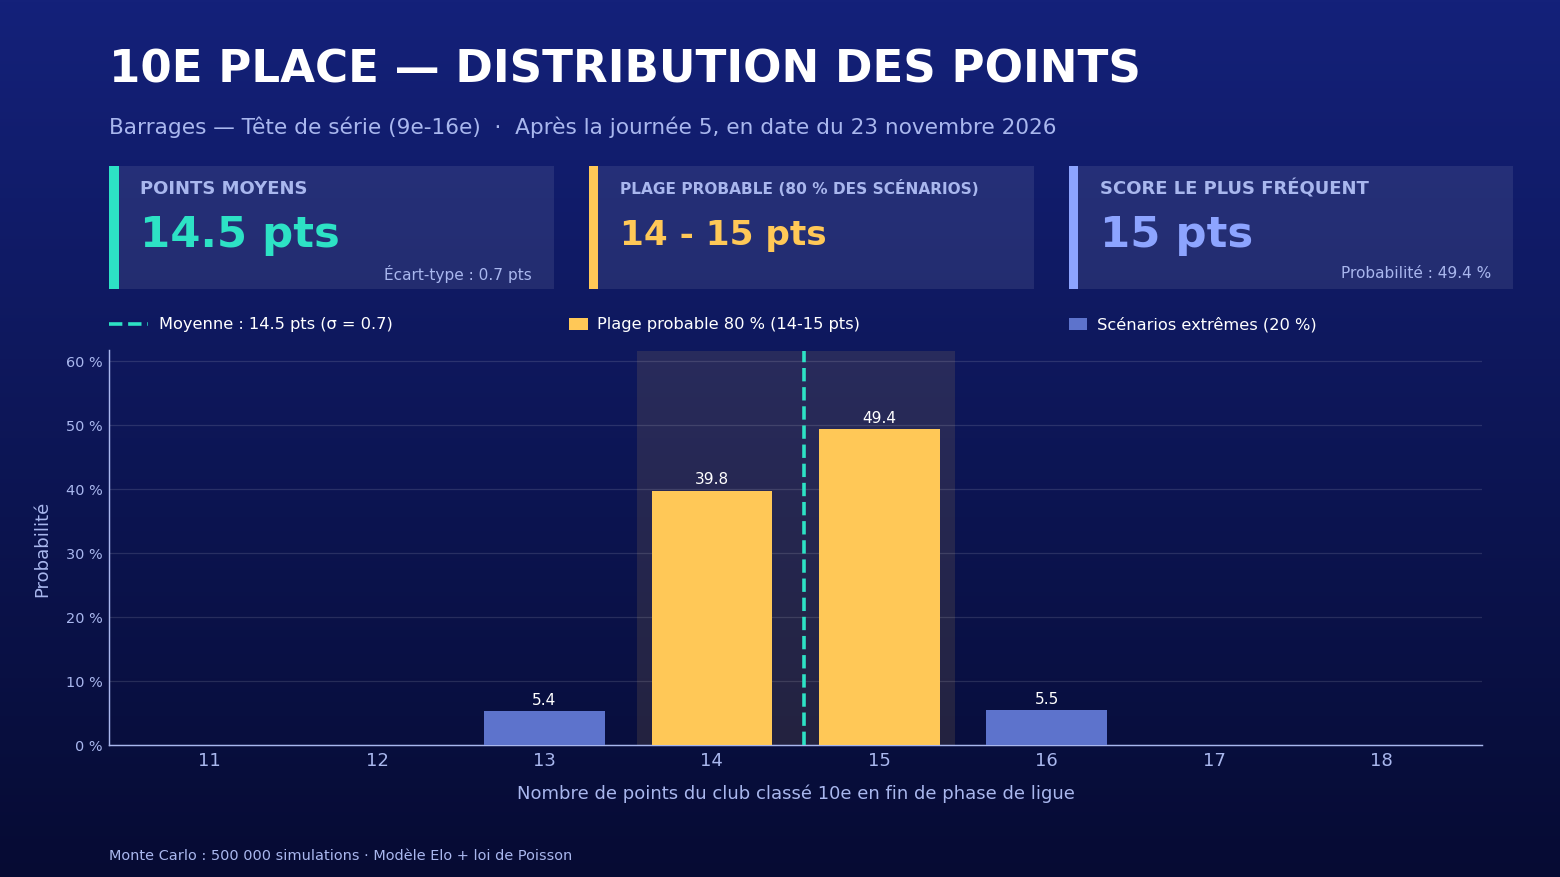 10E PLACE — DISTRIBUTION DES POINTS
Barrages — Tête de série (9e-16e) · Après la journée 5, en date du 23 novembre 2026
POINTS MOYENS
14.5 pts
Écart-type : 0.7 pts
PLAGE PROBABLE (80 % DES SCÉNARIOS)
14 - 15 pts
SCORE LE PLUS FRÉQUENT
15 pts
Probabilité : 49.4 %
Moyenne : 14.5 pts (σ = 0.7)
Plage probable 80 % (14-15 pts)
Scénarios extrêmes (20 %)
Probabilité
60 %
50 %
40 %
30 %
20 %
10 %
0 %
5.4
39.8
49.4
5.5
11 12 13 14 15 16 17 18
Nombre de points du club classé 10e en fin de phase de ligue
Monte Carlo : 500 000 simulations · Modèle Elo + loi de Poisson